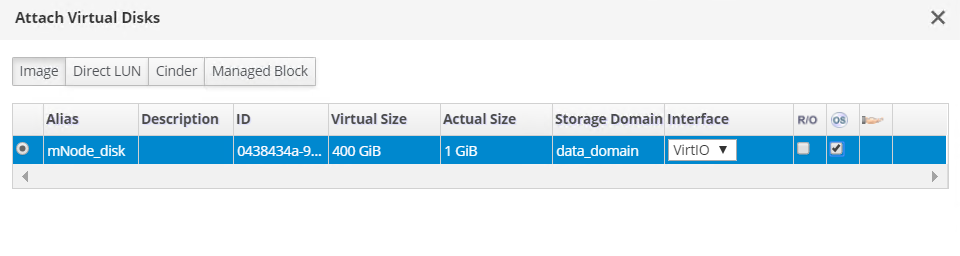 Attach Virtual Disks
Image Direct LUN Cinder Managed Block
Alias Description ID Virtual Size Actual Size Storage Domain Interface R/O OS
mNode_disk 0438434a-9... 400 GiB 1 GiB data_domain VirtIO